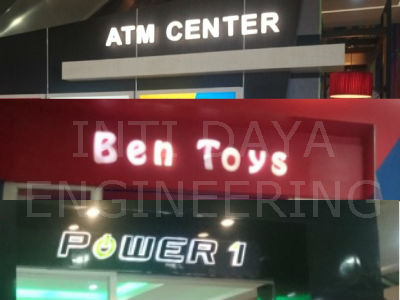 ATM CENTER
INTI DAYA
Ben Toys
ENGINEERING
POWER 1